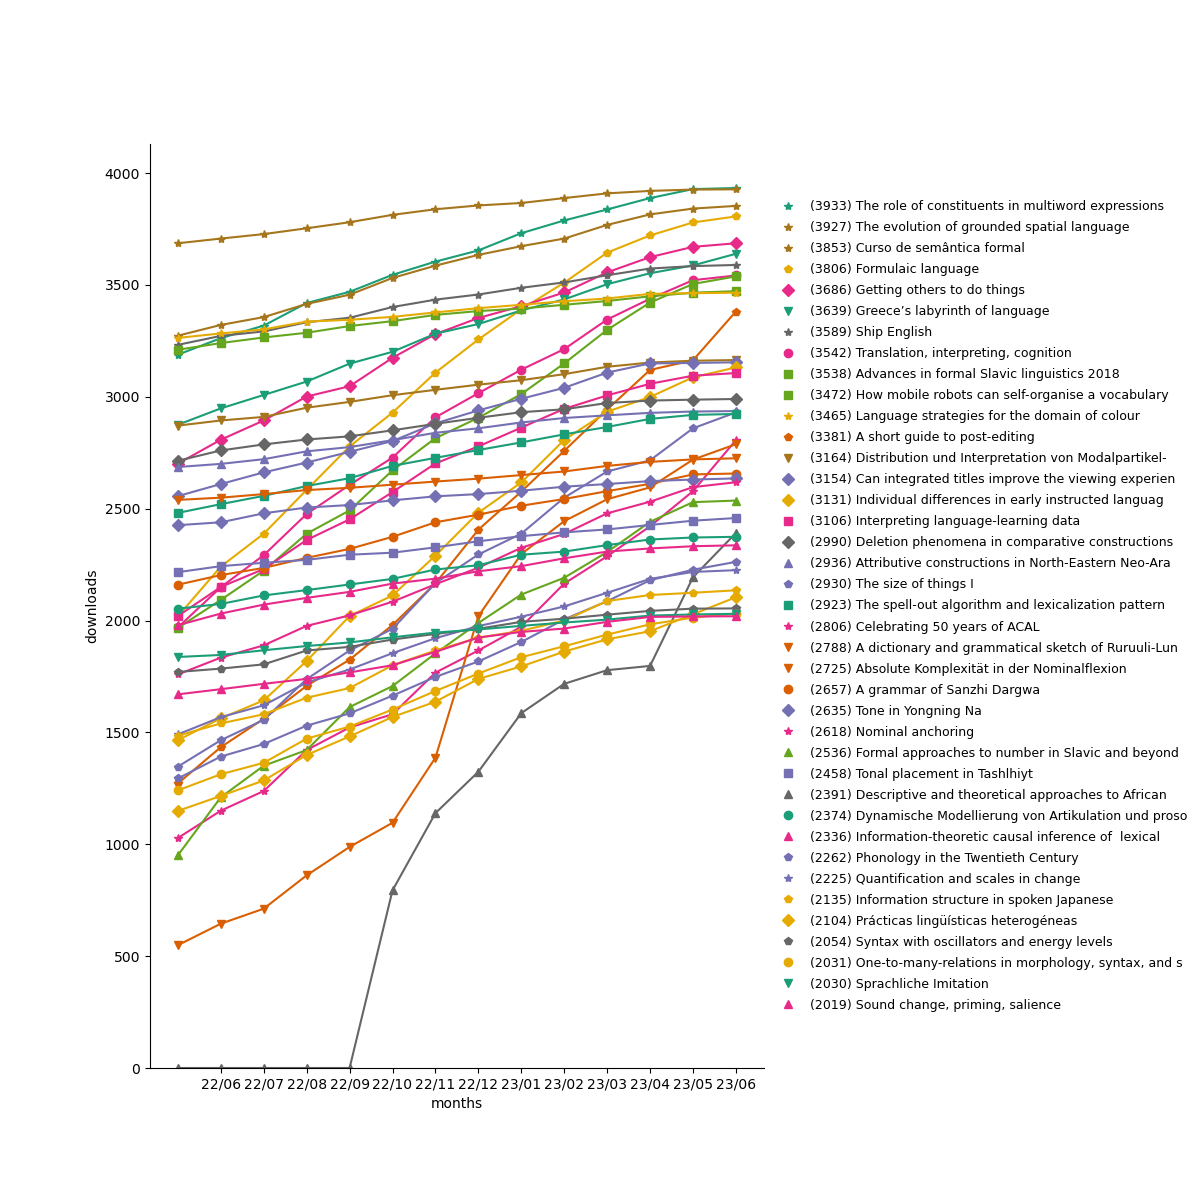 4000
3500
3000
2500
2000
1500
1000
500
0
downloads
22/06 22/07 22/08 22/09 22/10 22/11 22/12 23/01 23/02 23/03 23/04 23/05 23/06
months
(3933) The role of constituents in multiword expressions
(3927) The evolution of grounded spatial language
(3853) Curso de semântica formal
(3806) Formulaic language
(3686) Getting others to do things
(3639) Greece's labyrinth of language
(3589) Ship English
(3542) Translation, interpreting, cognition
(3538) Advances in formal Slavic linguistics 2018
(3472) How mobile robots can self-organise a vocabulary
(3465) Language strategies for the domain of colour
(3381) A short guide to post-editing
(3164) Distribution und Interpretation von Modalpartikel-
(3154) Can integrated titles improve the viewing experien
(3131) Individual differences in early instructed languag
(3106) Interpreting language-learning data
(2990) Deletion phenomena in comparative constructions
(2936) Attributive constructions in North-Eastern Neo-Ara
(2930) The size of things I
(2923) The spell-out algorithm and lexicalization pattern
(2806) Celebrating 50 years of ACAL
(2788) A dictionary and grammatical sketch of Ruruuli-Lun
(2725) Absolute Komplexität in der Nominalflexion
(2657) A grammar of Sanzhi Dargwa
(2635) Tone in Yongning Na
(2618) Nominal anchoring
(2536) Formal approaches to number in Slavic and beyond
(2458) Tonal placement in Tashlhiyt
(2391) Descriptive and theoretical approaches to African
(2374) Dynamische Modellierung von Artikulation und proso
(2336) Information-theoretic causal inference of  lexical
(2262) Phonology in the Twentieth Century
(2225) Quantification and scales in change
(2135) Information structure in spoken Japanese
(2104) Prácticas lingüísticas heterogéneas
(2054) Syntax with oscillators and energy levels
(2031) One-to-many-relations in morphology, syntax, and s
(2030) Sprachliche Imitation
(2019) Sound change, priming, salience